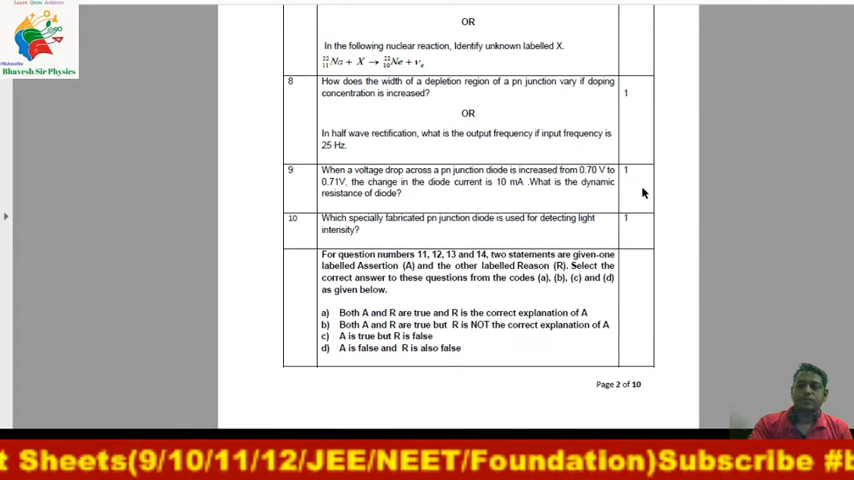 Learn Grow Achieve
#Subscribe
Bhavesh Sir Physics
OR
In the following nuclear reaction, Identify unknown labelled X.
²²₁₁Na + X → ²²₁₀Ne + νₑ
8 How does the width of a depletion region of a pn junction vary if doping
concentration is increased? 1
OR
In half wave rectification, what is the output frequency if input frequency is
25 Hz.
9 When a voltage drop across a pn junction diode is increased from 0.70 V to 1
0.71V, the change in the diode current is 10 mA .What is the dynamic
resistance of diode?
10 Which specially fabricated pn junction diode is used for detecting light 1
intensity?
For question numbers 11, 12, 13 and 14, two statements are given-one
labelled Assertion (A) and the other labelled Reason (R). Select the
correct answer to these questions from the codes (a), (b), (c) and (d)
as given below.
a) Both A and R are true and R is the correct explanation of A
b) Both A and R are true but R is NOT the correct explanation of A
c) A is true but R is false
d) A is false and R is also false
Page 2 of 10
t Sheets(9/10/11/12/JEE/NEET/Foundation)Subscribe #b